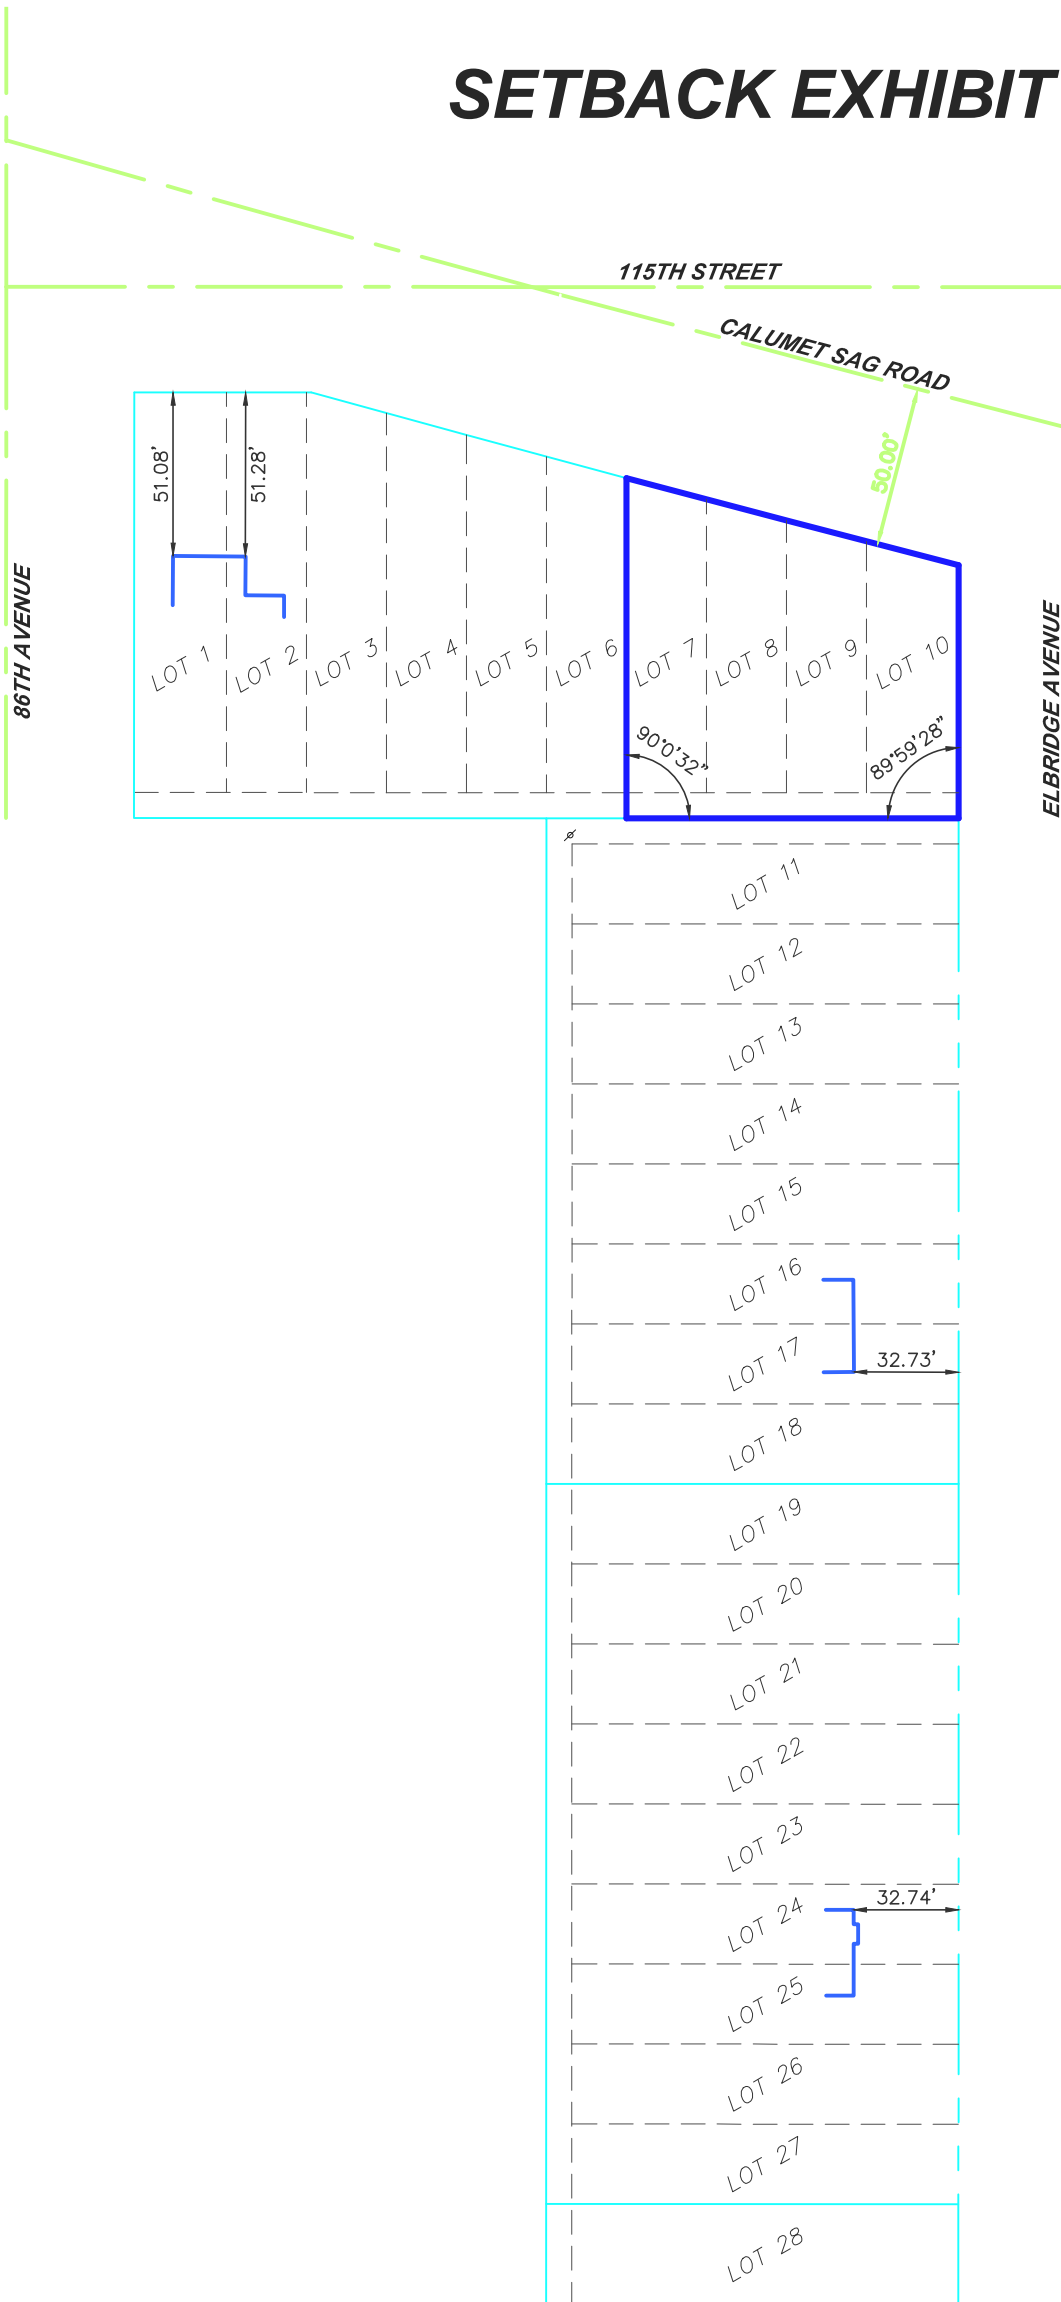 SETBACK EXHIBIT
115TH STREET
CALUMET SAG ROAD
50.00'
51.08'
51.28'
86TH AVENUE
ELBRIDGE AVENUE
LOT 1
LOT 2
LOT 3
LOT 4
LOT 5
LOT 6
LOT 7
LOT 8
LOT 9
LOT 10
90°0'32"
89°59'28"
LOT 11
LOT 12
LOT 13
LOT 14
LOT 15
LOT 16
LOT 17
32.73'
LOT 18
LOT 19
LOT 20
LOT 21
LOT 22
LOT 23
LOT 24
32.74'
LOT 25
LOT 26
LOT 27
LOT 28